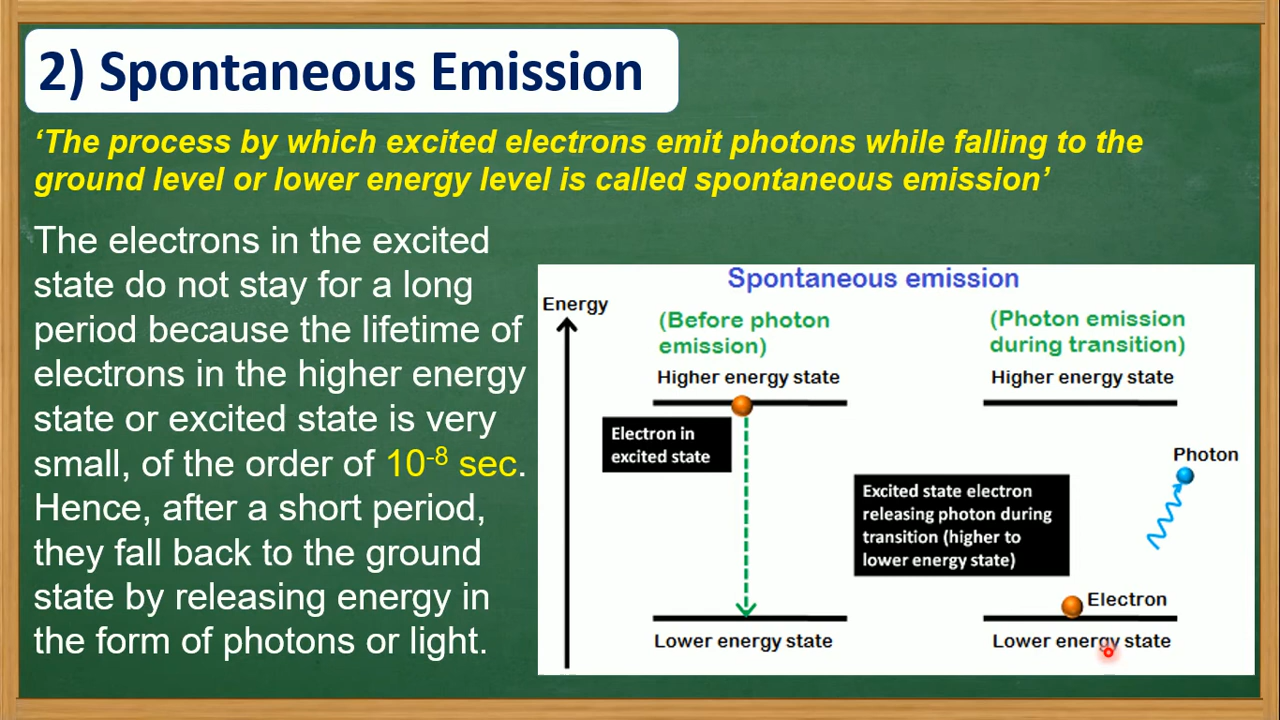 2) Spontaneous Emission
‘The process by which excited electrons emit photons while falling to the
ground level or lower energy level is called spontaneous emission’
The electrons in the excited
state do not stay for a long
period because the lifetime of
electrons in the higher energy
state or excited state is very
small, of the order of 10⁻⁸ sec.
Hence, after a short period,
they fall back to the ground
state by releasing energy in
the form of photons or light.
Spontaneous emission
Energy
(Before photon
emission)
Higher energy state
Electron in
excited state
Lower energy state
(Photon emission
during transition)
Higher energy state
Photon
Excited state electron
releasing photon during
transition (higher to
lower energy state)
Electron
Lower energy state